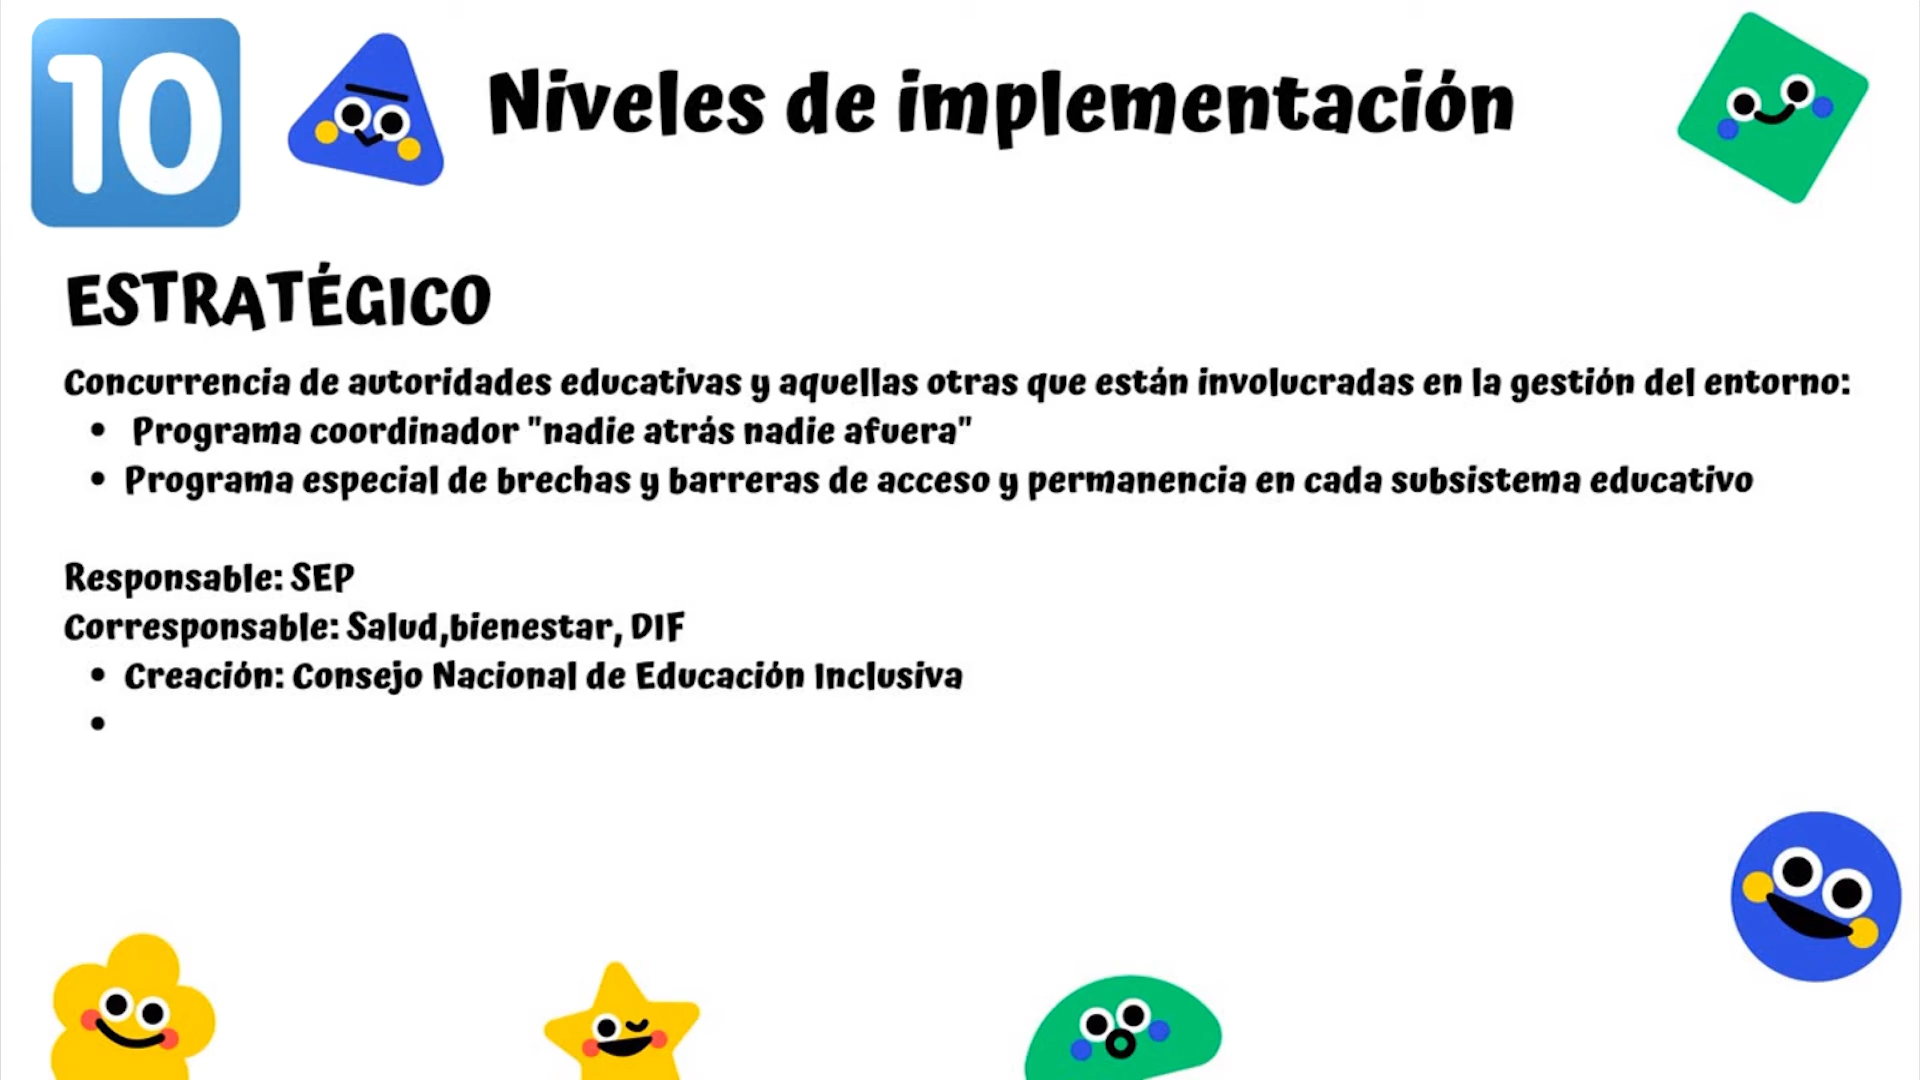 10
Niveles de implementación
ESTRATÉGICO
Concurrencia de autoridades educativas y aquellas otras que están involucradas en la gestión del entorno:
• Programa coordinador "nadie atrás nadie afuera"
• Programa especial de brechas y barreras de acceso y permanencia en cada subsistema educativo
Responsable: SEP
Corresponsable: Salud,bienestar, DIF
• Creación: Consejo Nacional de Educación Inclusiva
•